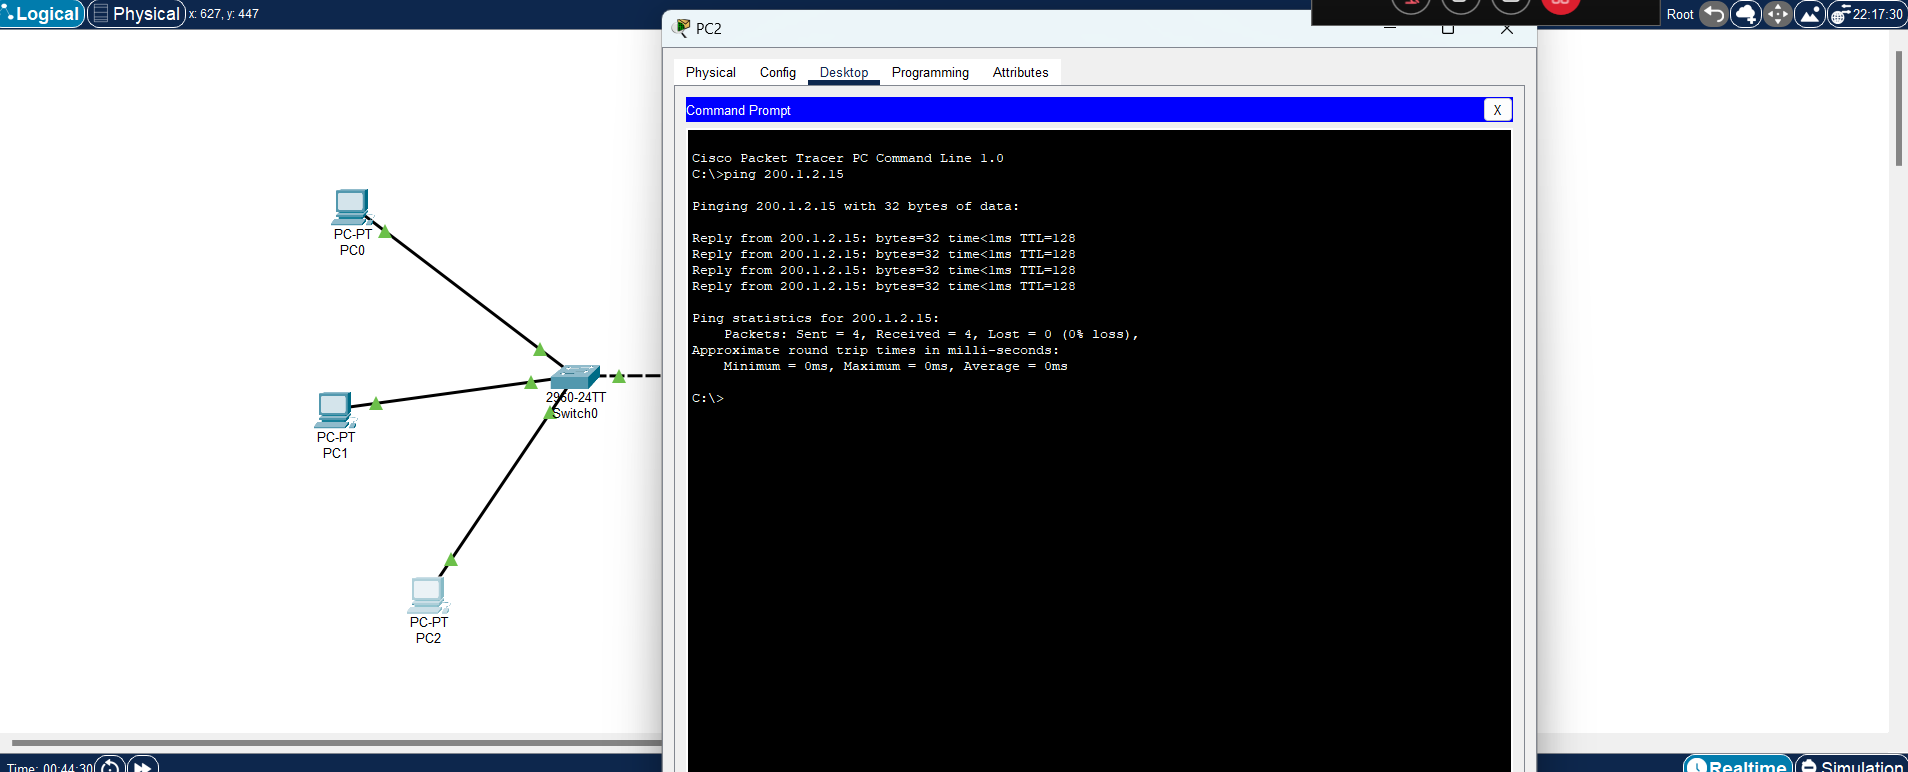 Logical
Physical
x: 627, y: 447
Root
22:17:30
PC2
Physical
Config
Desktop
Programming
Attributes
Command Prompt
X
Cisco Packet Tracer PC Command Line 1.0
C:\>ping 200.1.2.15
Pinging 200.1.2.15 with 32 bytes of data:
Reply from 200.1.2.15: bytes=32 time<1ms TTL=128
Reply from 200.1.2.15: bytes=32 time<1ms TTL=128
Reply from 200.1.2.15: bytes=32 time<1ms TTL=128
Reply from 200.1.2.15: bytes=32 time<1ms TTL=128
Ping statistics for 200.1.2.15:
Packets: Sent = 4, Received = 4, Lost = 0 (0% loss),
Approximate round trip times in milli-seconds:
Minimum = 0ms, Maximum = 0ms, Average = 0ms
C:\>
PC-PT
PC0
2960-24TT
Switch0
PC-PT
PC1
PC-PT
PC2
Time: 00:44:30
Realtime
Simulation